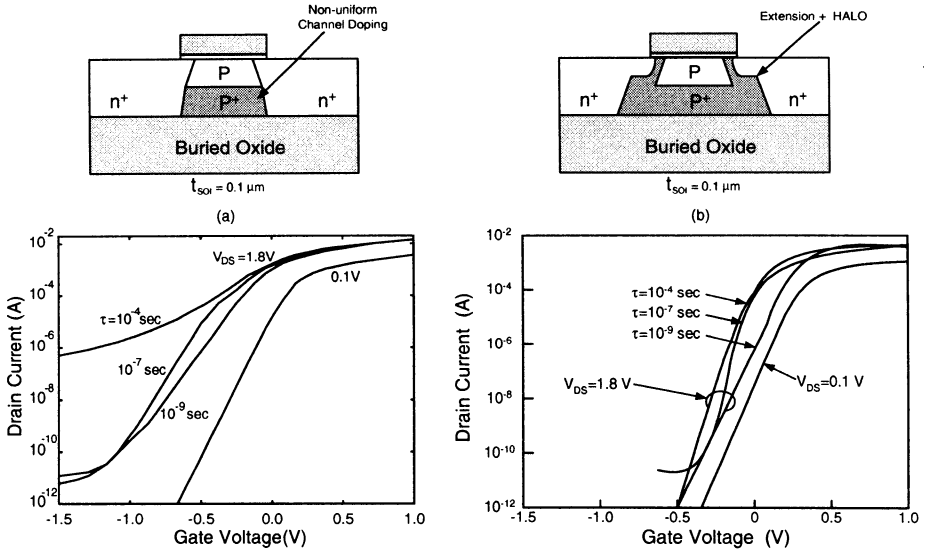 Non-uniform
Channel Doping
P
n+
P+
n+
Buried Oxide
tSOI = 0.1 µm
(a)
Extension + HALO
P
n+
P+
n+
Buried Oxide
tSOI = 0.1 µm
(b)
Drain Current (A)
10-2
10-4
10-6
10-8
10-10
10-12
VDS=1.8V
0.1V
τ=10-4 sec
10-7 sec
10-9 sec
-1.5
-1.0
-0.5
0.0
0.5
1.0
Gate Voltage(V)
Drain Current (A)
10-2
10-4
10-6
10-8
10-10
10-12
τ=10-4 sec
τ=10-7 sec
τ=10-9 sec
VDS=1.8 V
VDS=0.1 V
-1.5
-1.0
-0.5
0
0.5
1.0
Gate Voltage (V)